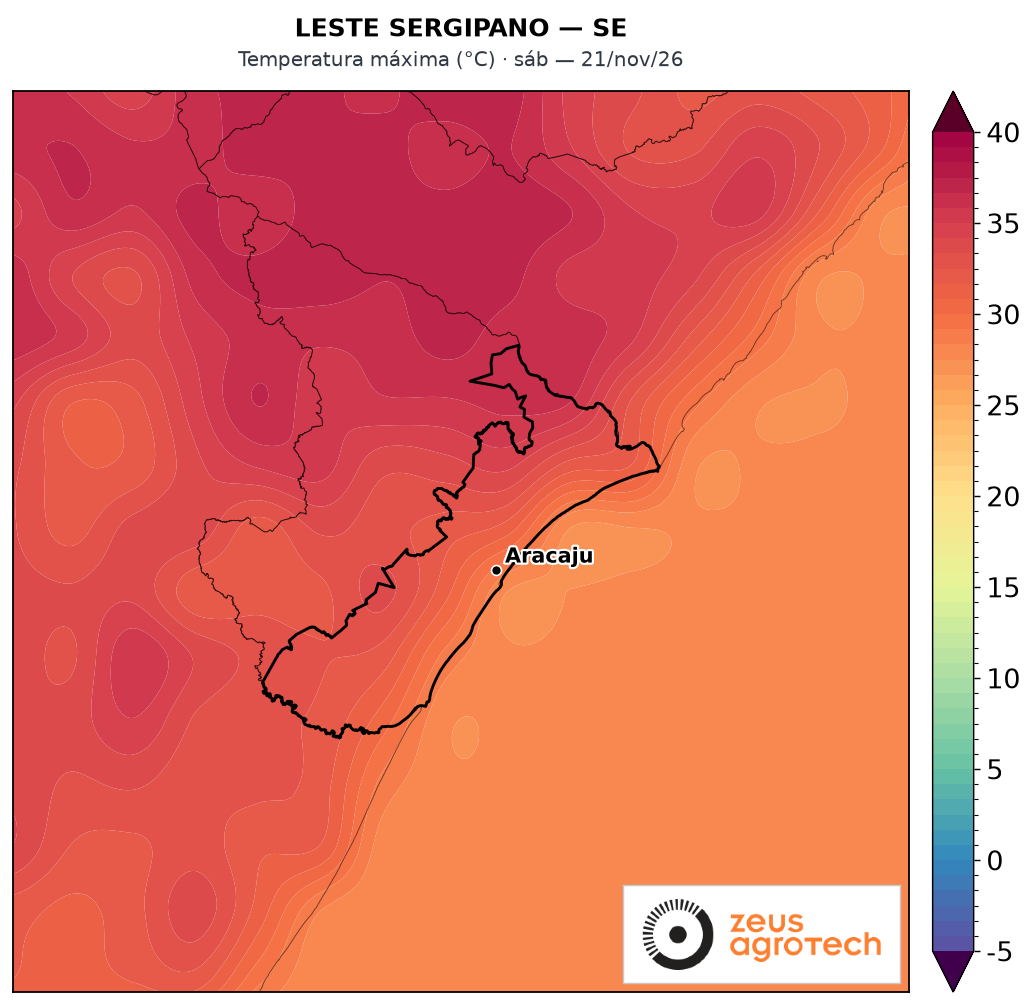 LESTE SERGIPANO — SE
Temperatura máxima (°C) · sáb — 21/nov/26
40
35
30
25
20
15
10
5
0
-5
Aracaju
zeus
agrotech